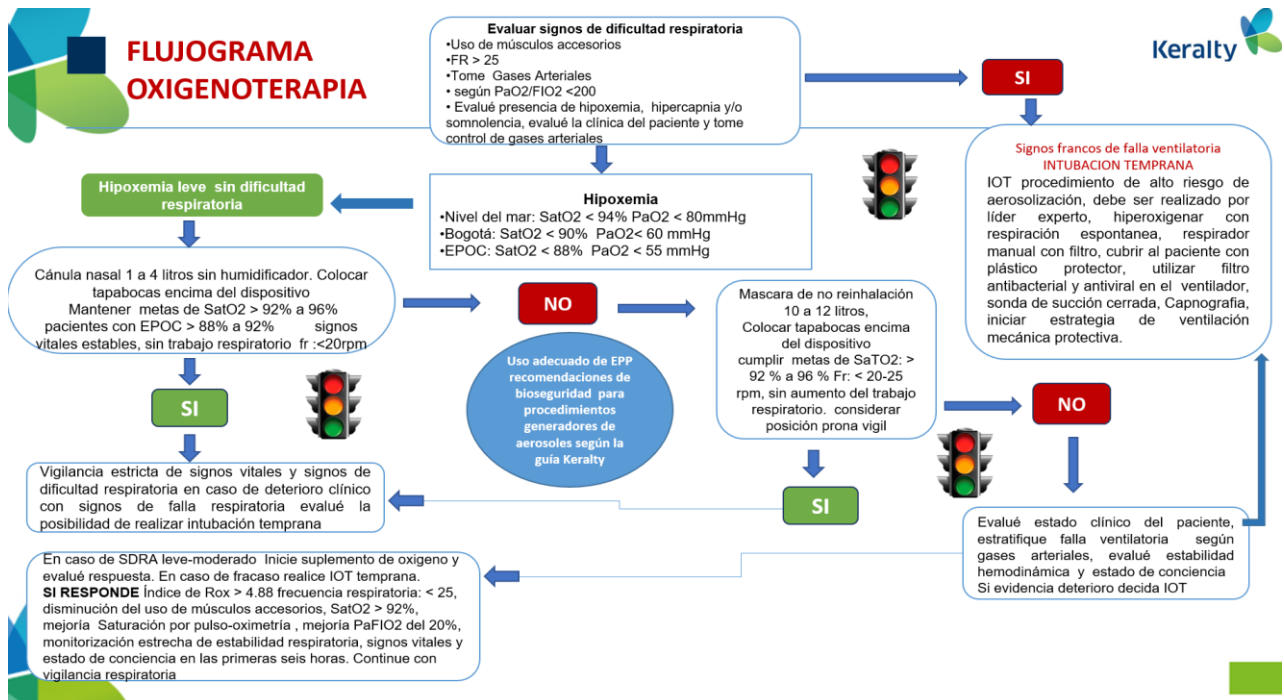 FLUJOGRAMA
OXIGENOTERAPIA
Evaluar signos de dificultad respiratoria
•Uso de músculos accesorios
•FR > 25
•Tome Gases Arteriales
• según PaO2/FIO2 <200
• Evalué presencia de hipoxemia, hipercapnia y/o
somnolencia, evalué la clínica del paciente y tome
control de gases arteriales
Keralty
SI
Signos francos de falla ventilatoria
INTUBACION TEMPRANA
IOT procedimiento de alto riesgo de
aerosolización, debe ser realizado por
líder experto, hiperoxigenar con
respiración espontanea, respirador
manual con filtro, cubrir al paciente con
plástico protector, utilizar filtro
antibacterial y antiviral en el ventilador,
sonda de succión cerrada, Capnografia,
iniciar estrategia de ventilación
mecánica protectiva.
Hipoxemia
•Nivel del mar: SatO2 < 94% PaO2 < 80mmHg
•Bogotá: SatO2 < 90% PaO2< 60 mmHg
•EPOC: SatO2 < 88% PaO2 < 55 mmHg
Hipoxemia leve sin dificultad
respiratoria
Cánula nasal 1 a 4 litros sin humidificador. Colocar
tapabocas encima del dispositivo
Mantener metas de SatO2 > 92% a 96%
pacientes con EPOC > 88% a 92% signos
vitales estables, sin trabajo respiratorio fr :<20rpm
NO
Uso adecuado de EPP
recomendaciones de
bioseguridad para
procedimientos
generadores de
aerosoles según la
guía Keralty
Mascara de no reinhalación
10 a 12 litros,
Colocar tapabocas encima
del dispositivo
cumplir metas de SaTO2: >
92 % a 96 % Fr: < 20-25
rpm, sin aumento del trabajo
respiratorio. considerar
posición prona vigil
NO
SI
SI
Vigilancia estricta de signos vitales y signos de
dificultad respiratoria en caso de deterioro clínico
con signos de falla respiratoria evalué la
posibilidad de realizar intubación temprana
Evalué estado clínico del paciente,
estratifique falla ventilatoria según
gases arteriales, evalué estabilidad
hemodinámica y estado de conciencia
Si evidencia deterioro decida IOT
En caso de SDRA leve-moderado Inicie suplemento de oxigeno y
evalué respuesta. En caso de fracaso realice IOT temprana.
SI RESPONDE Índice de Rox > 4.88 frecuencia respiratoria: < 25,
disminución del uso de músculos accesorios, SatO2 > 92%,
mejoría Saturación por pulso-oximetría , mejoría PaFIO2 del 20%,
monitorización estrecha de estabilidad respiratoria, signos vitales y
estado de conciencia en las primeras seis horas. Continue con
vigilancia respiratoria